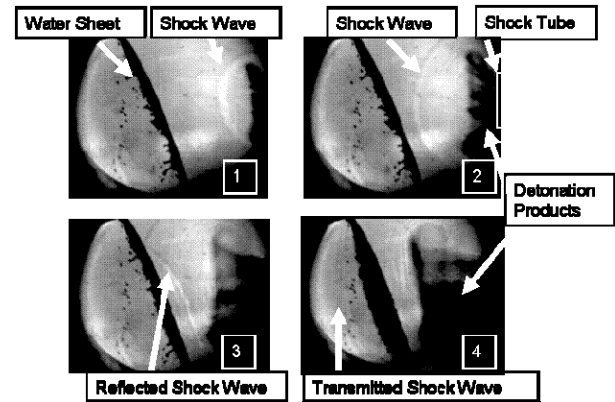 Water Sheet
Shock Wave
Shock Wave
Shock Tube
1
2
Detonation
Products
3
4
Reflected Shock Wave
Transmitted Shock Wave